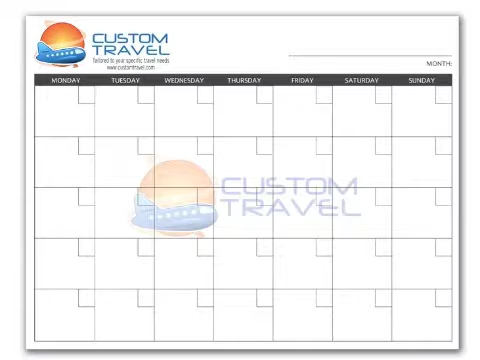 CUSTOM
TRAVEL
Tailored to your specific travel needs
www.customtravel.com
MONTH:
MONDAY TUESDAY WEDNESDAY THURSDAY FRIDAY SATURDAY SUNDAY
CUSTOM
TRAVEL